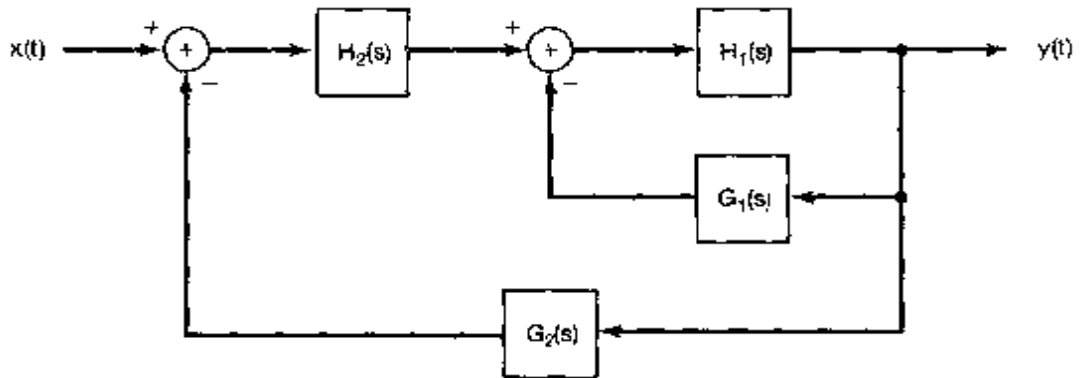 x(t) + + − H₂(s) + + − H₁(s) y(t)
G₁(s)
G₂(s)